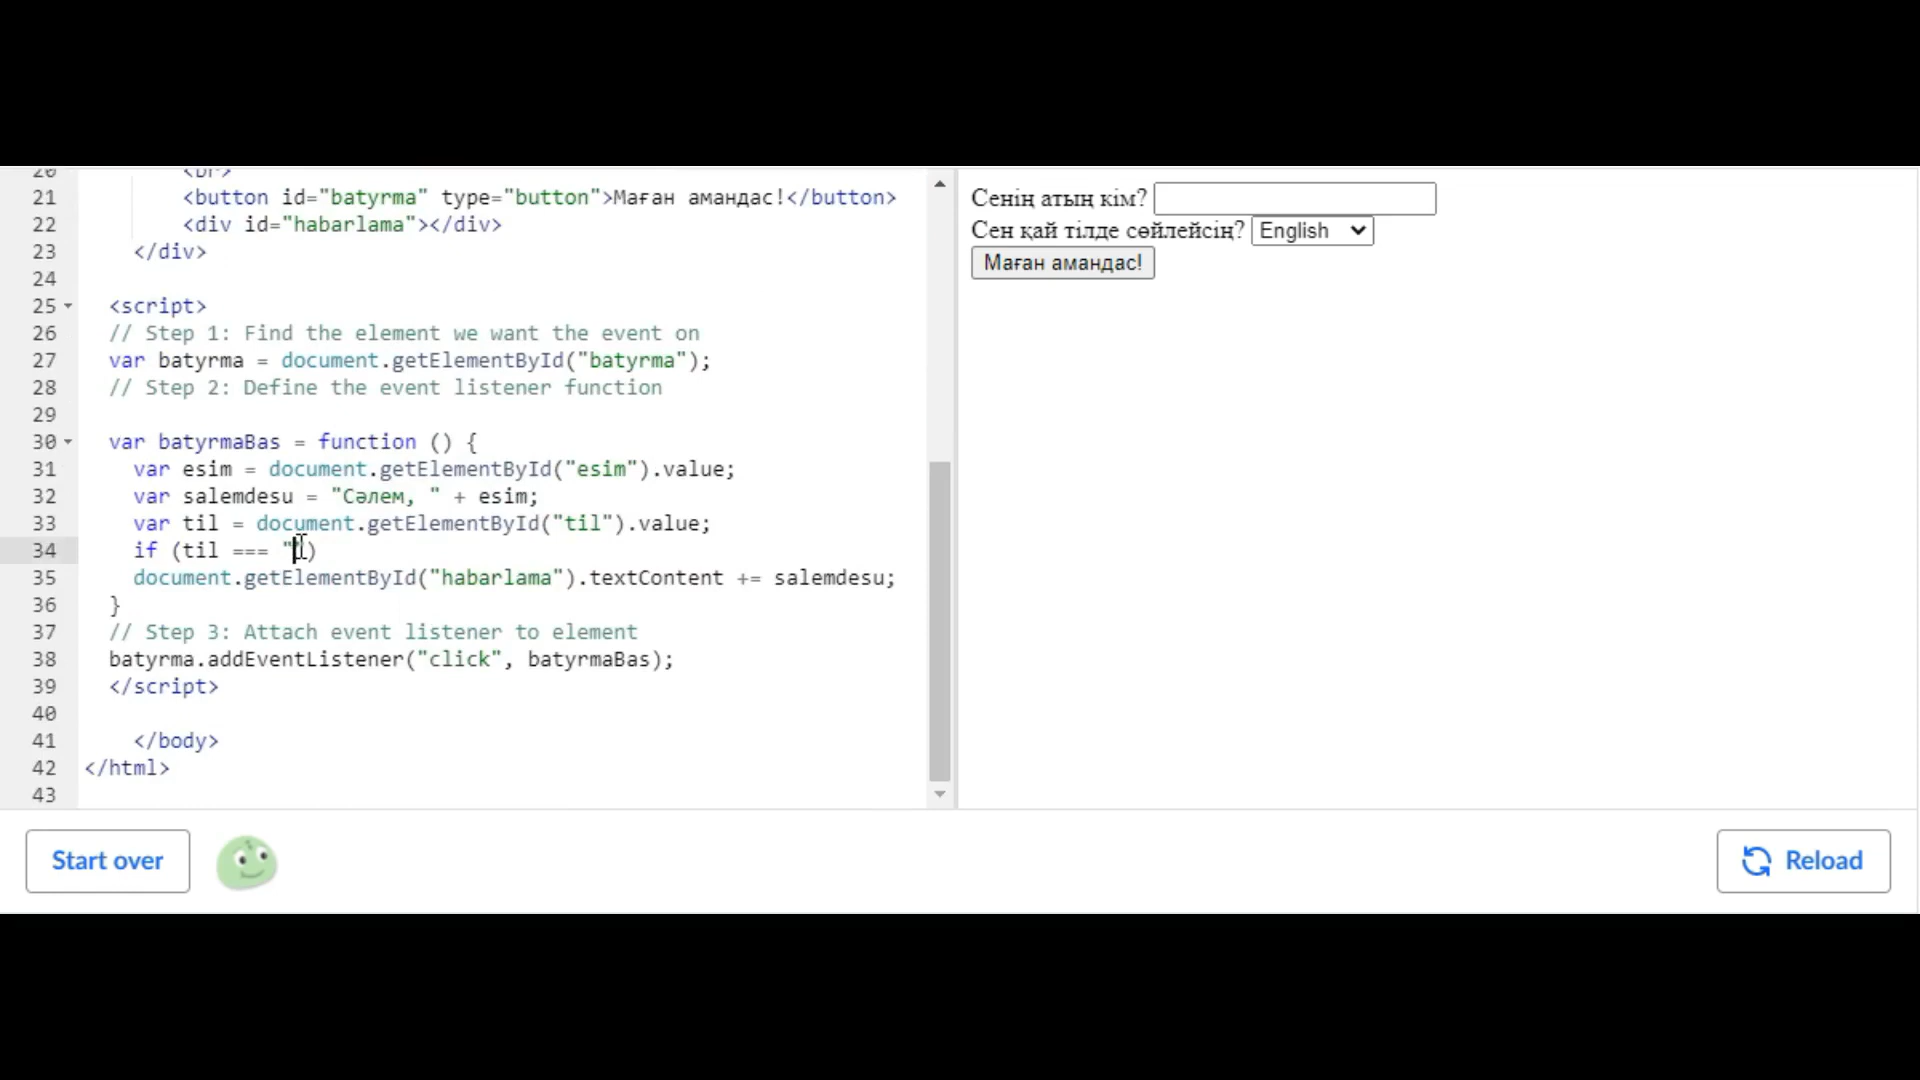 20 <br>
21 <button id="batyrma" type="button">Маған амандас!</button>
22 <div id="habarlama"></div>
23 </div>
24
25 <script>
26 // Step 1: Find the element we want the event on
27 var batyrma = document.getElementById("batyrma");
28 // Step 2: Define the event listener function
29
30 var batyrmaBas = function () {
31 var esim = document.getElementById("esim").value;
32 var salemdesu = "Сәлем, " + esim;
33 var til = document.getElementById("til").value;
34 if (til === "")
35 document.getElementById("habarlama").textContent += salemdesu;
36 }
37 // Step 3: Attach event listener to element
38 batyrma.addEventListener("click", batyrmaBas);
39 </script>
40
41 </body>
42 </html>
43
Сенің атың кім?
Сен қай тілде сөйлейсің? English
Маған амандас!
Start over
Reload